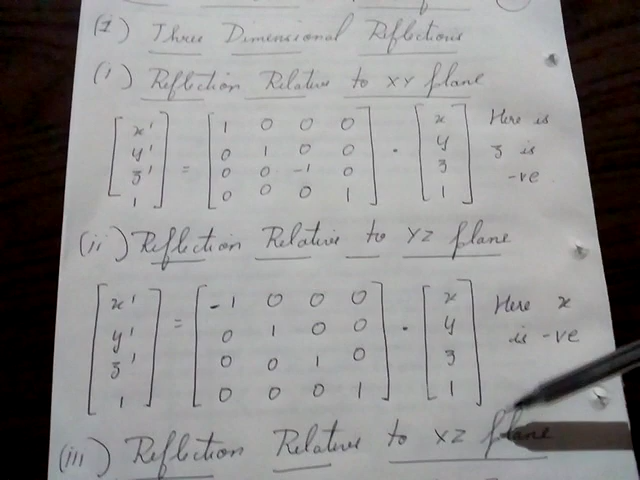 (1) Three Dimensional Reflections
(i) Reflection Relative to XY plane
[x' y' z' 1] = [1 0 0 0
0 1 0 0
0 0 -1 0
0 0 0 1] . [x y z 1] Here is z is -ve
(ii) Reflection Relative to YZ plane
[x' y' z' 1] = [-1 0 0 0
0 1 0 0
0 0 1 0
0 0 0 1] . [x y z 1] Here x is -ve
(iii) Reflection Relative to XZ plane